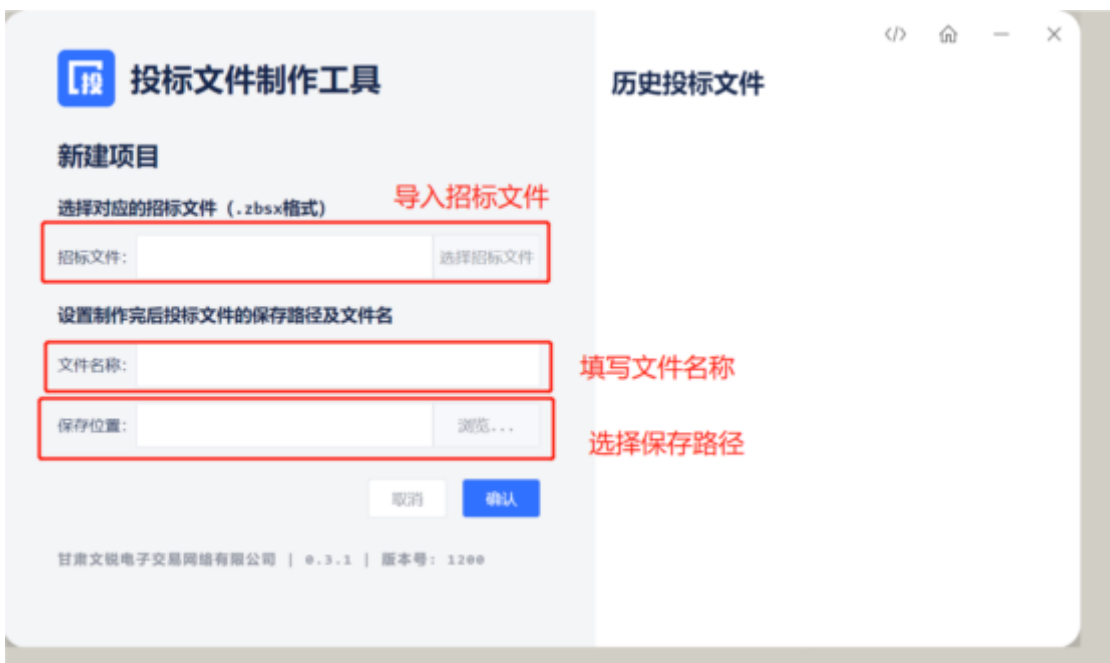 投
投标文件制作工具
历史投标文件
新建项目
导入招标文件
选择对应的招标文件 (.zbsx格式)
招标文件:
选择招标文件
设置制作完后投标文件的保存路径及文件名
文件名称:
填写文件名称
保存位置:
浏览...
选择保存路径
取消
确认
甘肃文锐电子交易网络有限公司 | 0.3.1 | 版本号: 1200